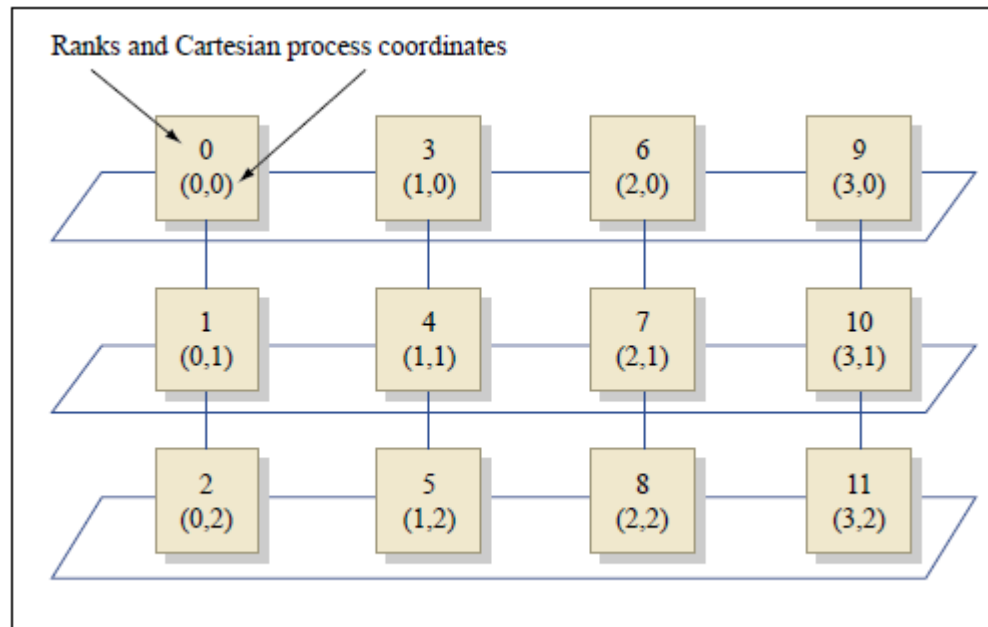 Ranks and Cartesian process coordinates
0 3 6 9
(0,0) (1,0) (2,0) (3,0)
1 4 7 10
(0,1) (1,1) (2,1) (3,1)
2 5 8 11
(0,2) (1,2) (2,2) (3,2)